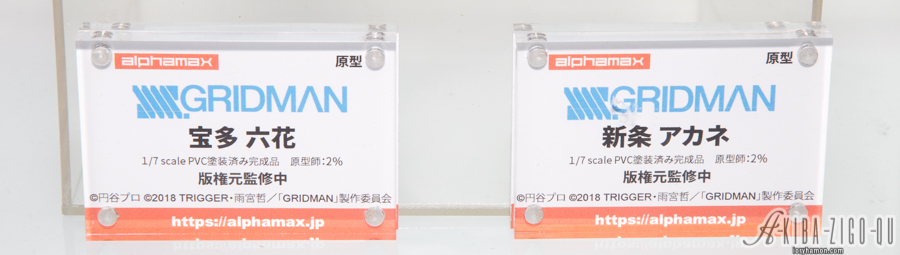 alphamax 原型
SSSS.GRIDMAN
宝多 六花
1/7 scale PVC塗装済み完成品 原型師:2%
版権元監修中
©円谷プロ ©2018 TRIGGER・雨宮哲/「GRIDMAN」製作委員会
https://alphamax.jp
alphamax 原型
SSSS.GRIDMAN
新条 アカネ
1/7 scale PVC塗装済み完成品 原型師:2%
版権元監修中
©円谷プロ ©2018 TRIGGER・雨宮哲/「GRIDMAN」製作委員会
https://alphamax.jp
A-KIBA-ZIGO-QU
icoyhamon.com